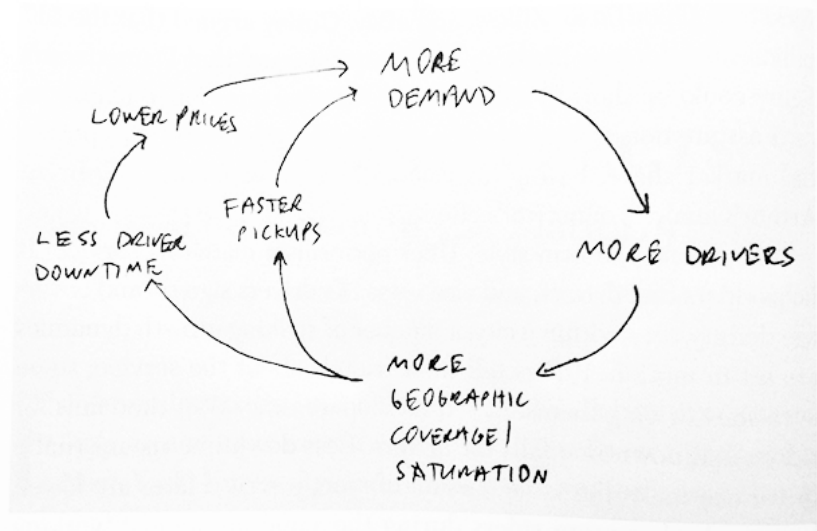 MORE
DEMAND
LOWER PRICES
FASTER
PICKUPS
LESS DRIVER
DOWNTIME
MORE DRIVERS
MORE
GEOGRAPHIC
COVERAGE/
SATURATION